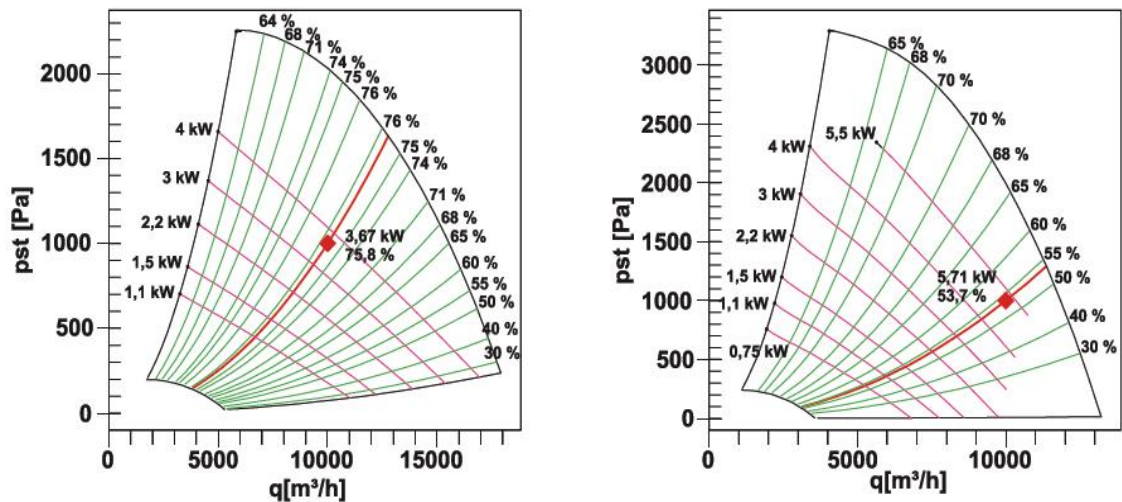 64 %
68 %
71 %
74 %
75 %
76 %
76 %
75 %
74 %
71 %
68 %
65 %
60 %
55 %
50 %
40 %
30 %
4 kW
3 kW
2,2 kW
1,5 kW
1,1 kW
3,67 kW
75,8 %
2000
1500
1000
500
0
pst [Pa]
0
5000
10000
15000
q[m³/h]
65 %
68 %
70 %
70 %
68 %
65 %
60 %
55 %
50 %
40 %
30 %
5,5 kW
4 kW
3 kW
2,2 kW
1,5 kW
1,1 kW
0,75 kW
5,71 kW
53,7 %
3000
2500
2000
1500
1000
500
0
pst [Pa]
0
5000
10000
q[m³/h]